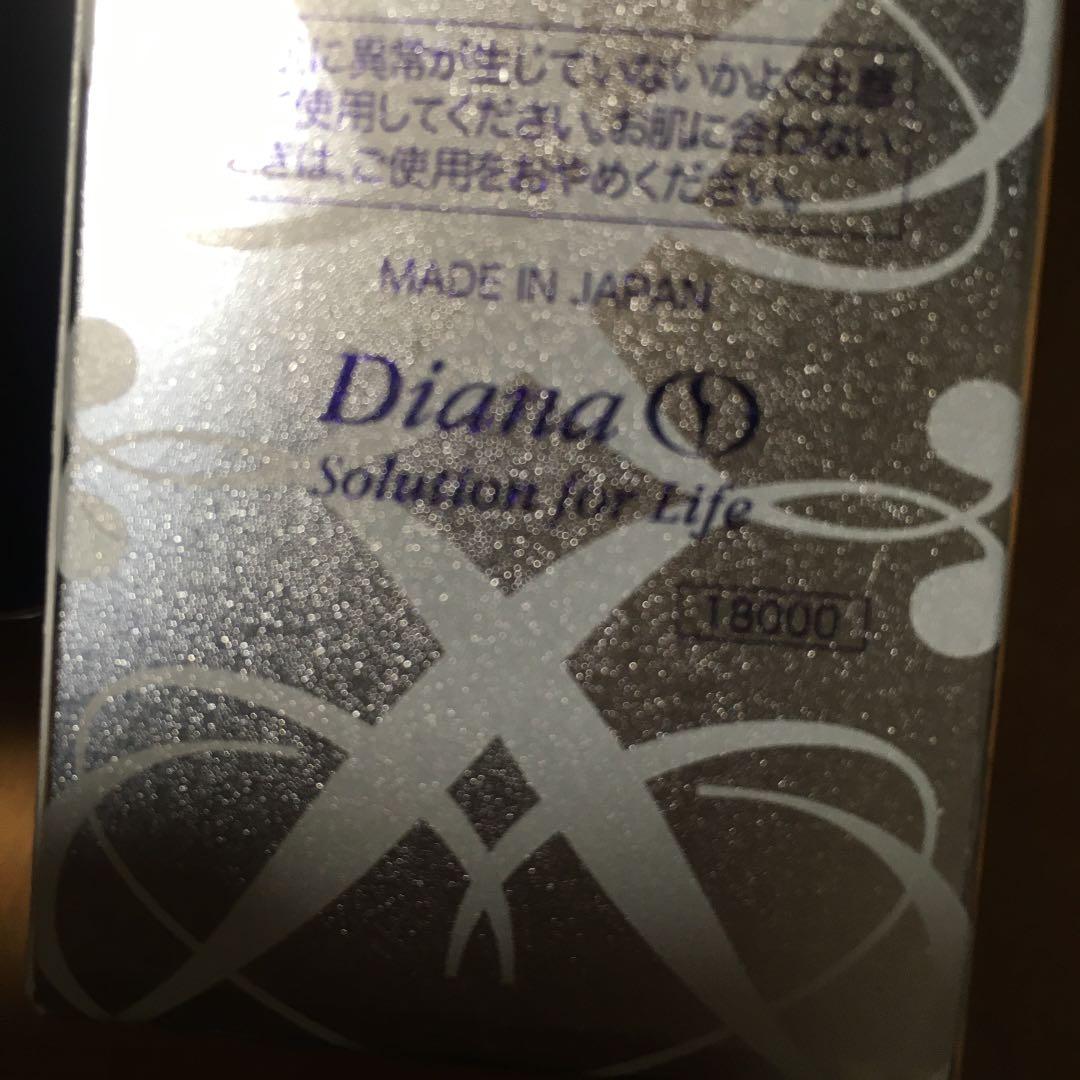 に異常が生じていないかよく注意
使用してください。お肌に合わない
ときは、ご使用をおやめください。
MADE IN JAPAN
Diana
Solution for Life
18000